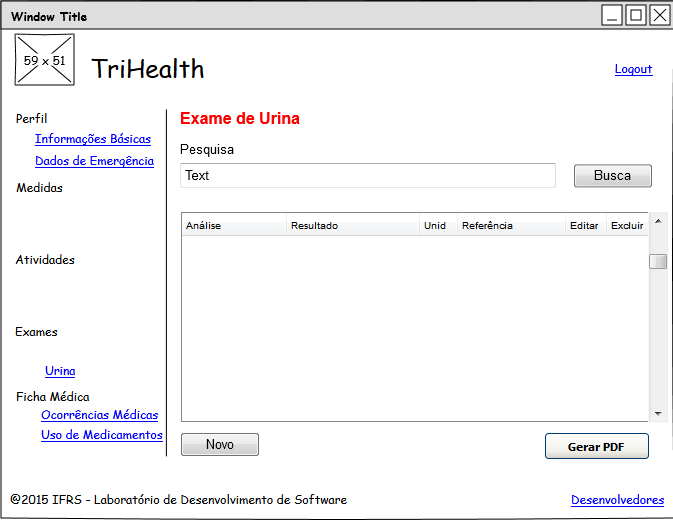 Window Title
59 x 51
TriHealth
Logout
Perfil
Informações Básicas
Dados de Emergência
Medidas
Atividades
Exames
Urina
Ficha Médica
Ocorrências Médicas
Uso de Medicamentos
Exame de Urina
Pesquisa
Text
Busca
Análise Resultado Unid Referência Editar Excluir
Novo
Gerar PDF
@2015 IFRS - Laboratório de Desenvolvimento de Software
Desenvolvedores